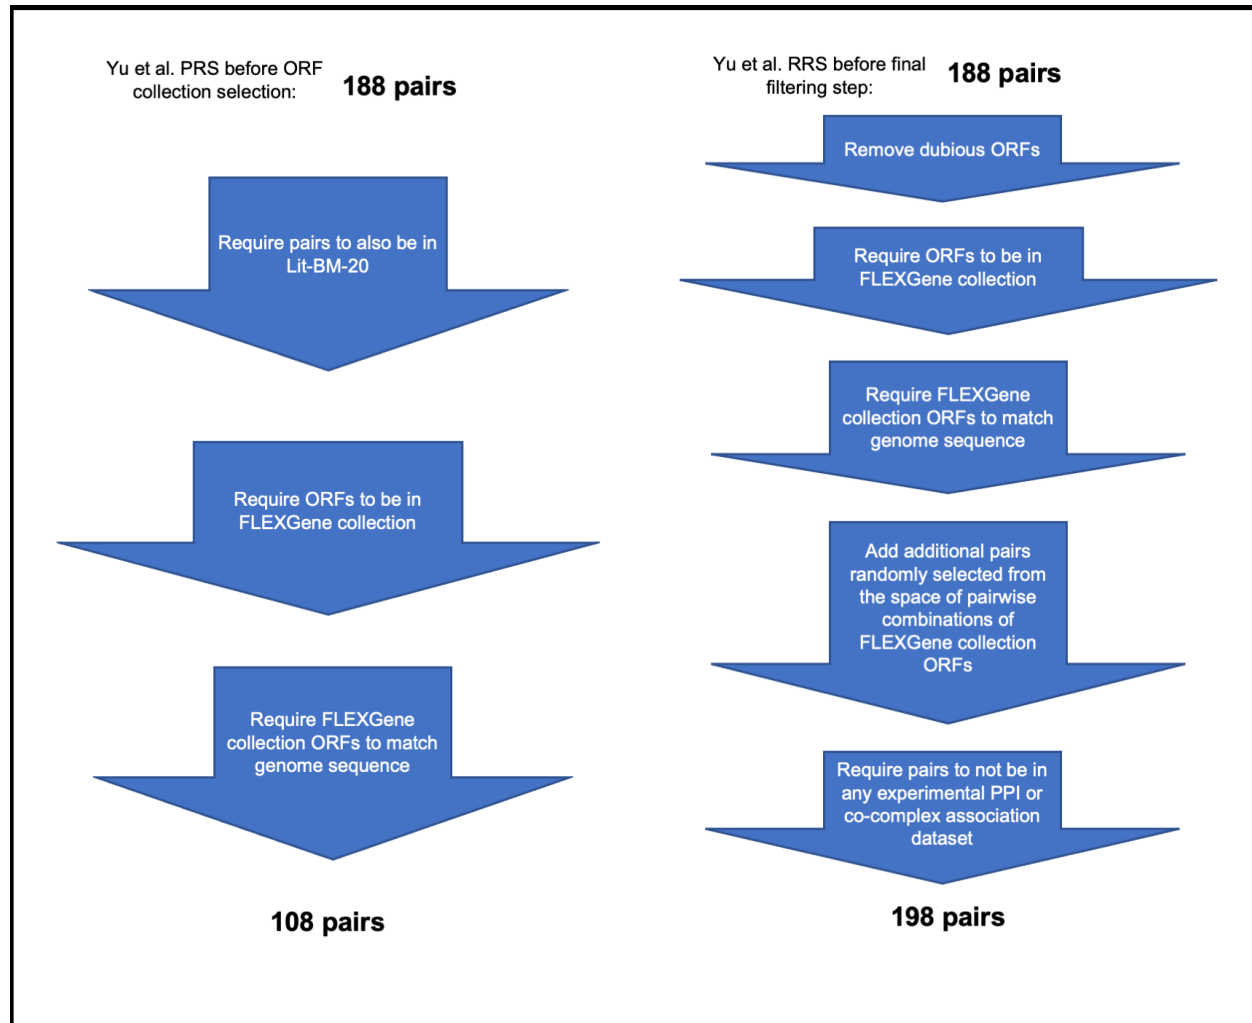 Yu et al. PRS before ORF
collection selection:
188 pairs
Require pairs to also be in
Lit-BM-20
Require ORFs to be in
FLEXGene collection
Require FLEXGene
collection ORFs to match
genome sequence
108 pairs
Yu et al. RRS before final
filtering step:
188 pairs
Remove dubious ORFs
Require ORFs to be in
FLEXGene collection
Require FLEXGene
collection ORFs to match
genome sequence
Add additional pairs
randomly selected from
the space of pairwise
combinations of
FLEXGene collection
ORFs
Require pairs to not be in
any experimental PPI or
co-complex association
dataset
198 pairs